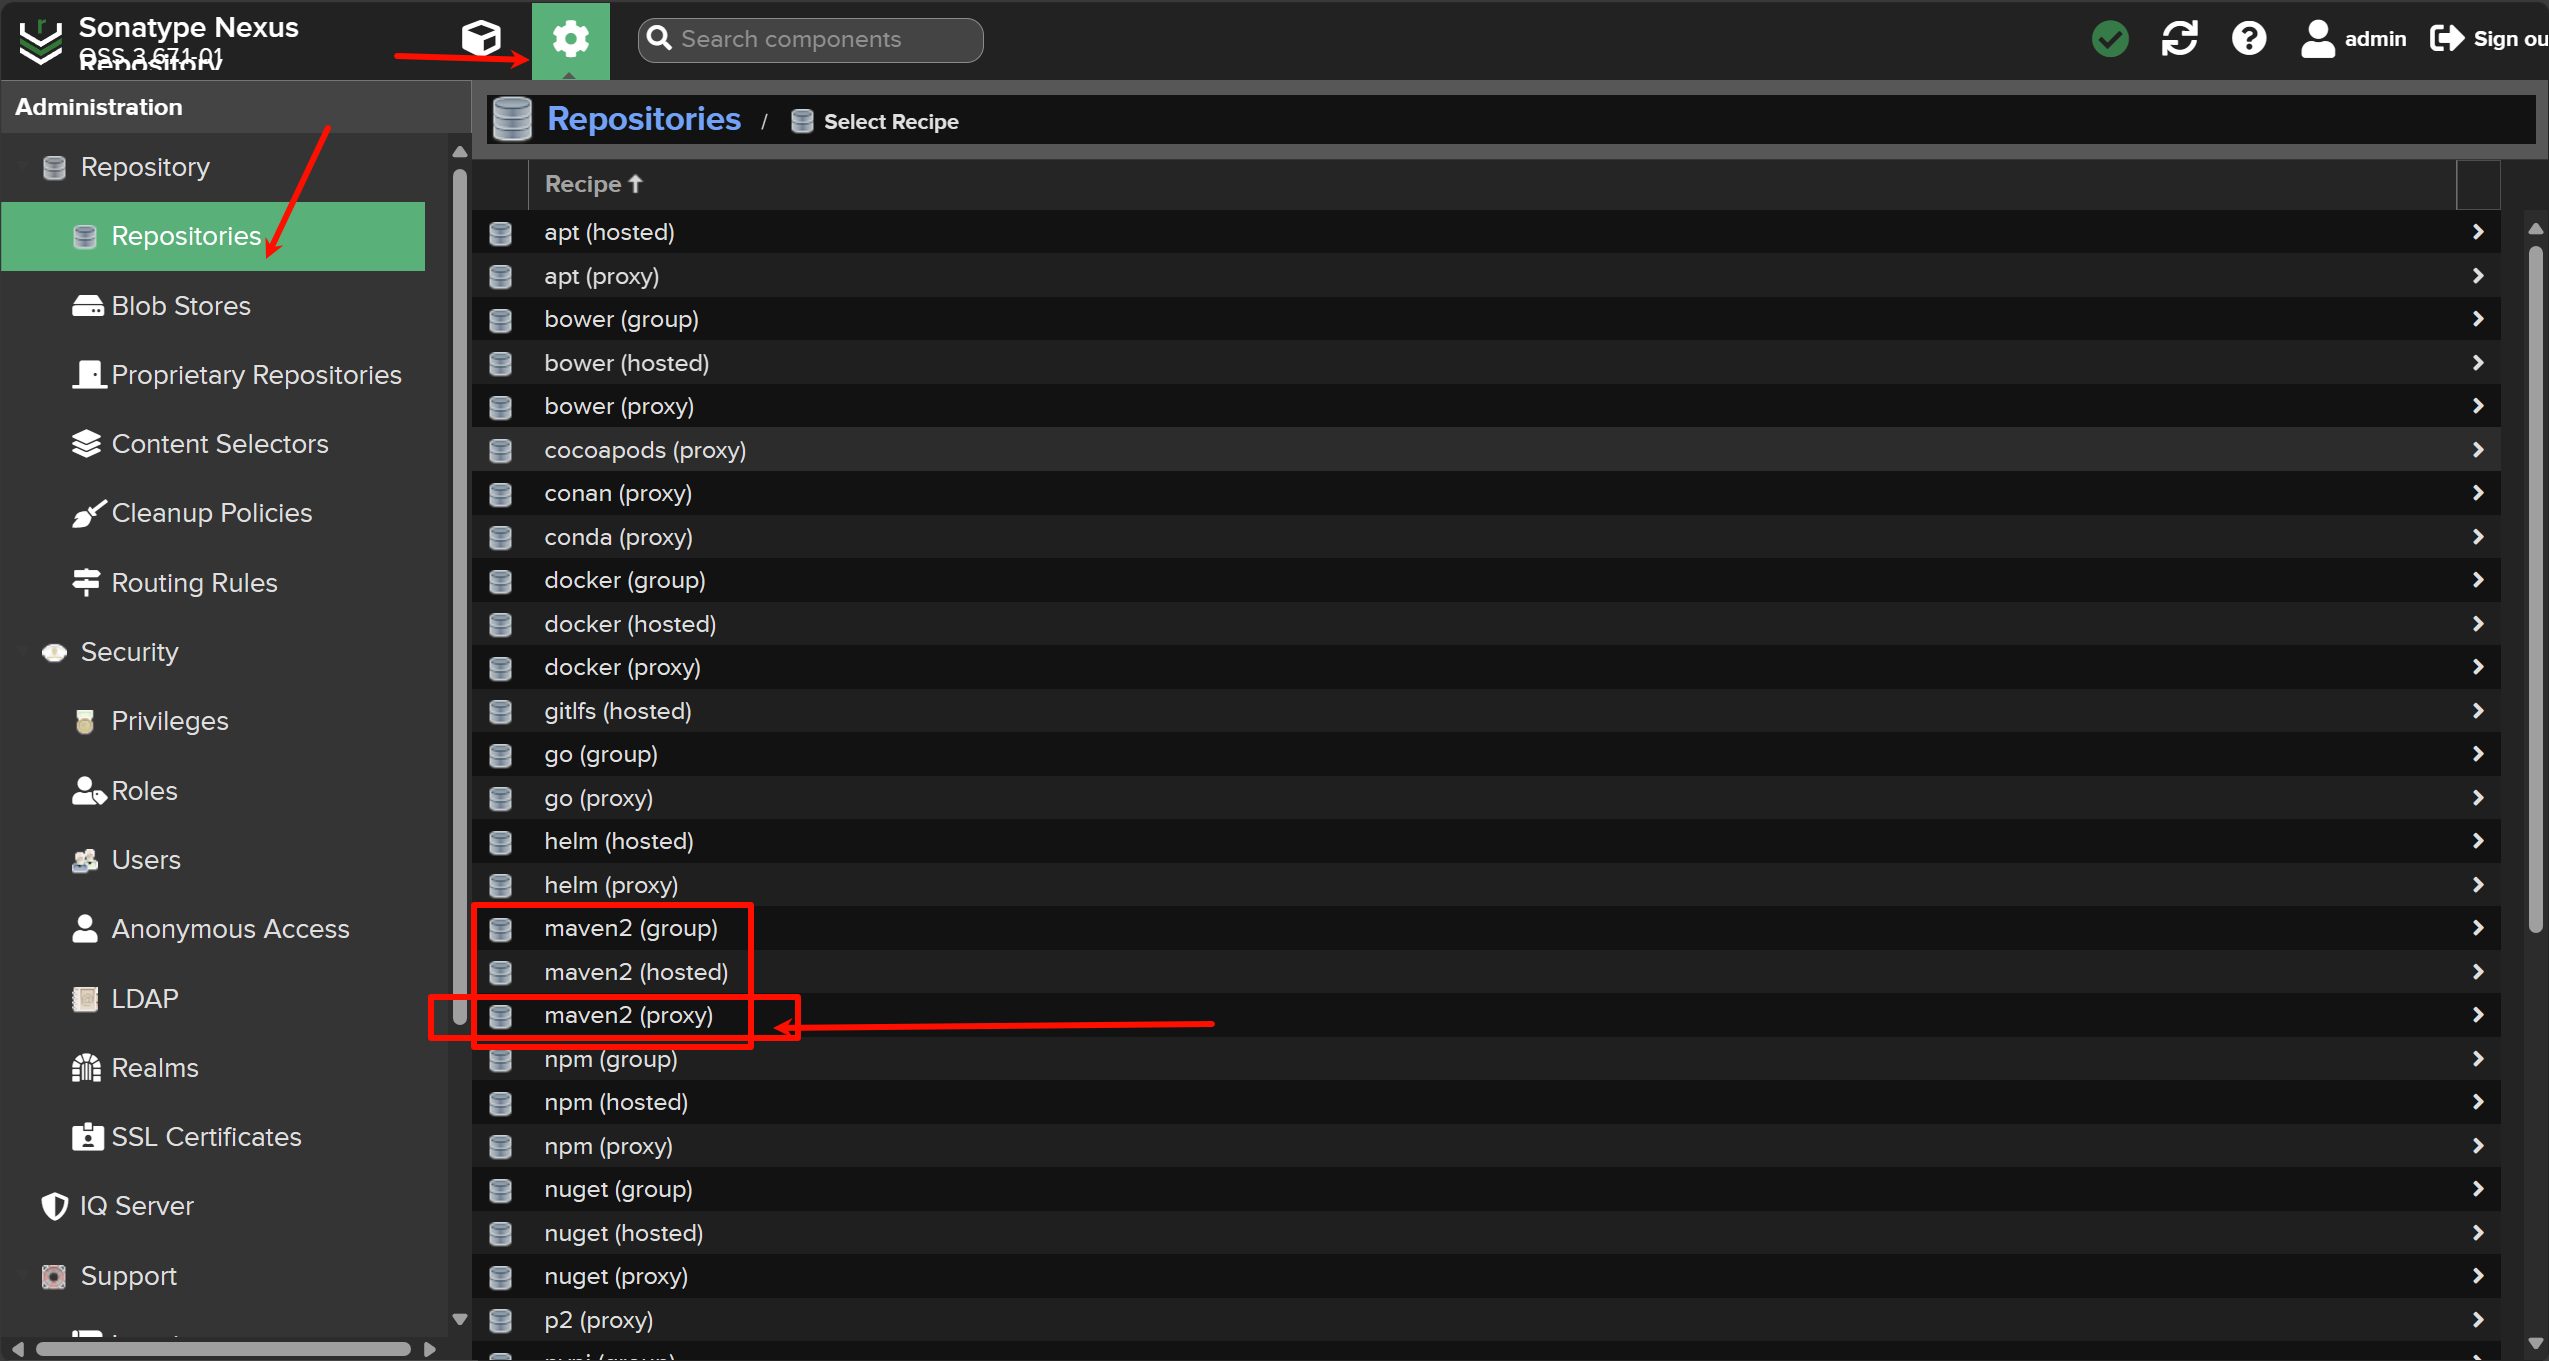 Sonatype Nexus
Repository
OSS 3.67.1-01
Search components
admin
Sign ou
Administration
Repository
Repositories
Blob Stores
Proprietary Repositories
Content Selectors
Cleanup Policies
Routing Rules
Security
Privileges
Roles
Users
Anonymous Access
LDAP
Realms
SSL Certificates
IQ Server
Support
Repositories / Select Recipe
Recipe
apt (hosted)
apt (proxy)
bower (group)
bower (hosted)
bower (proxy)
cocoapods (proxy)
conan (proxy)
conda (proxy)
docker (group)
docker (hosted)
docker (proxy)
gitlfs (hosted)
go (group)
go (proxy)
helm (hosted)
helm (proxy)
maven2 (group)
maven2 (hosted)
maven2 (proxy)
npm (group)
npm (hosted)
npm (proxy)
nuget (group)
nuget (hosted)
nuget (proxy)
p2 (proxy)